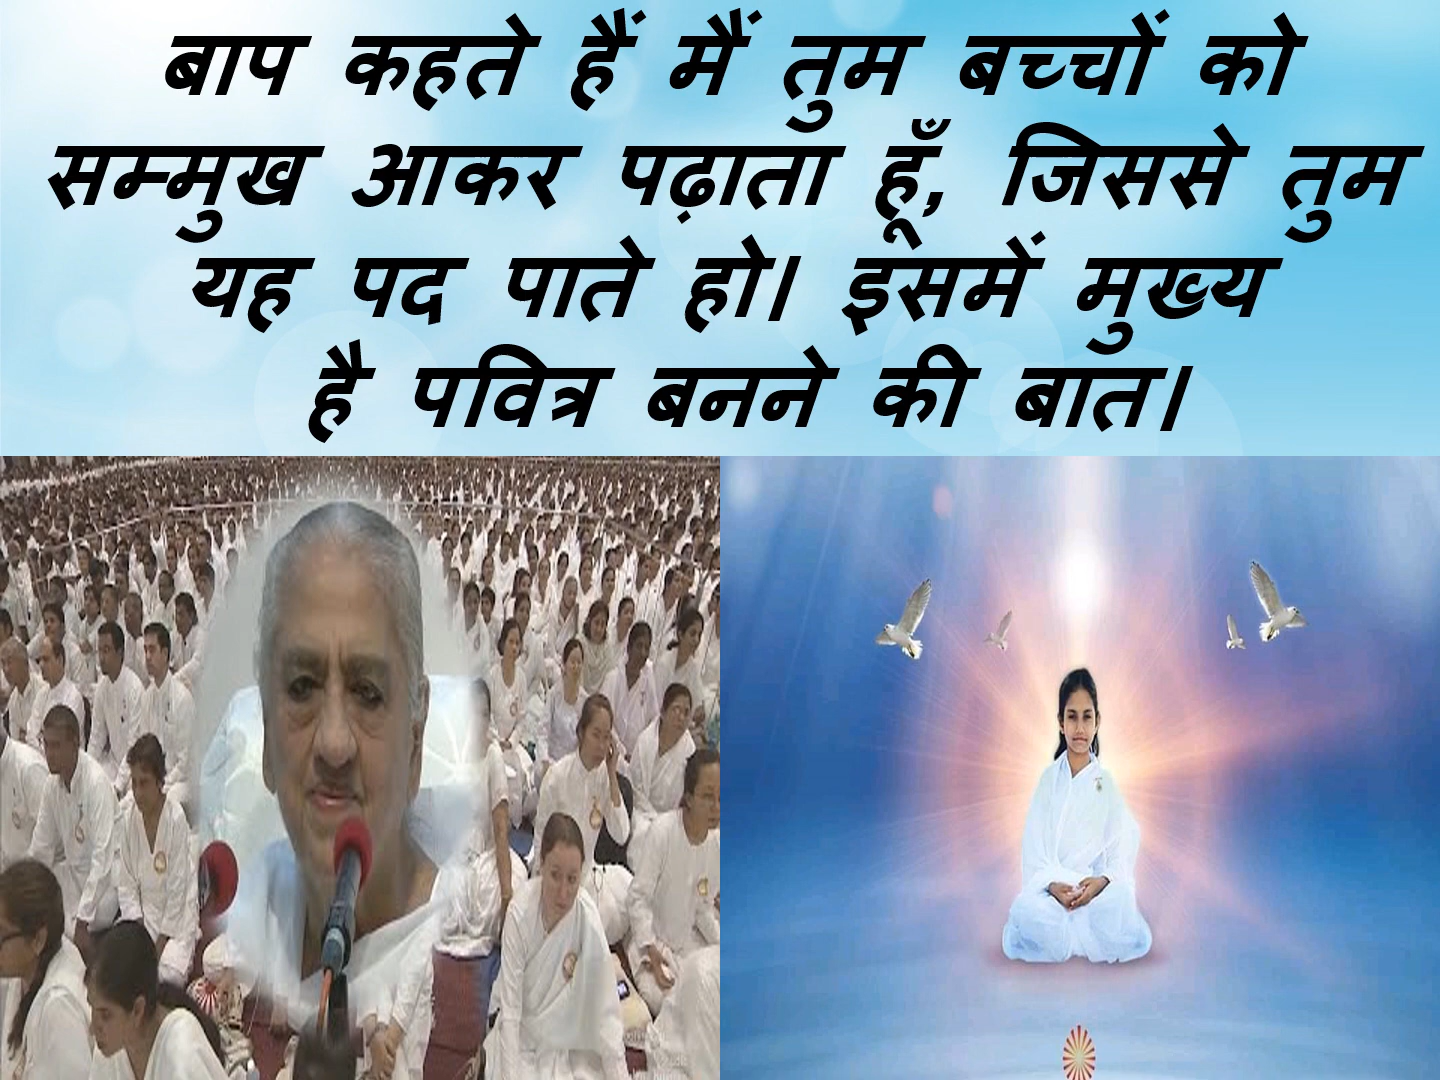 बाप कहते हैं मैं तुम बच्चों को
सम्मुख आकर पढ़ाता हूँ, जिससे तुम
यह पद पाते हो। इसमें मुख्य
है पवित्र बनने की बात।